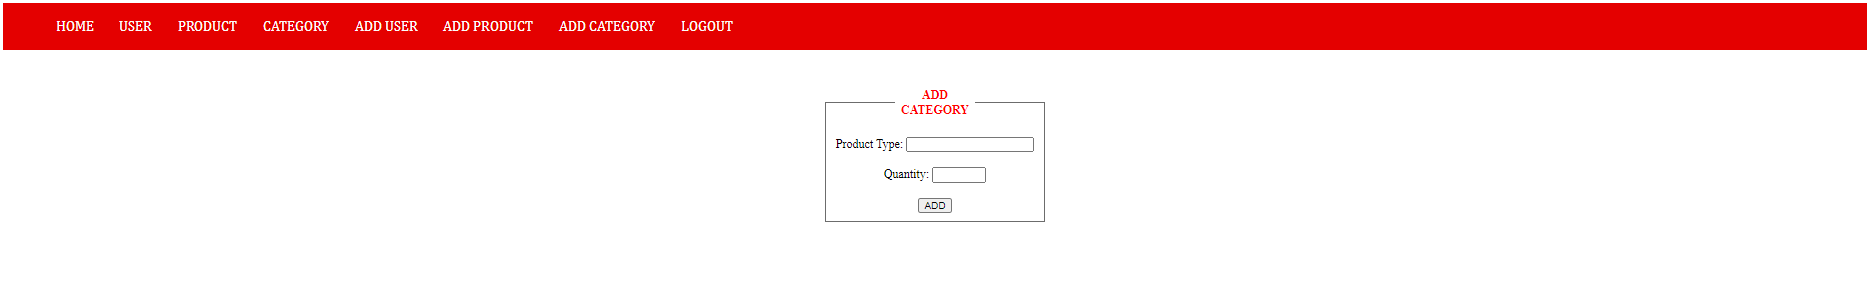 HOME USER PRODUCT CATEGORY ADD USER ADD PRODUCT ADD CATEGORY LOGOUT
ADD
CATEGORY
Product Type:
Quantity:
ADD